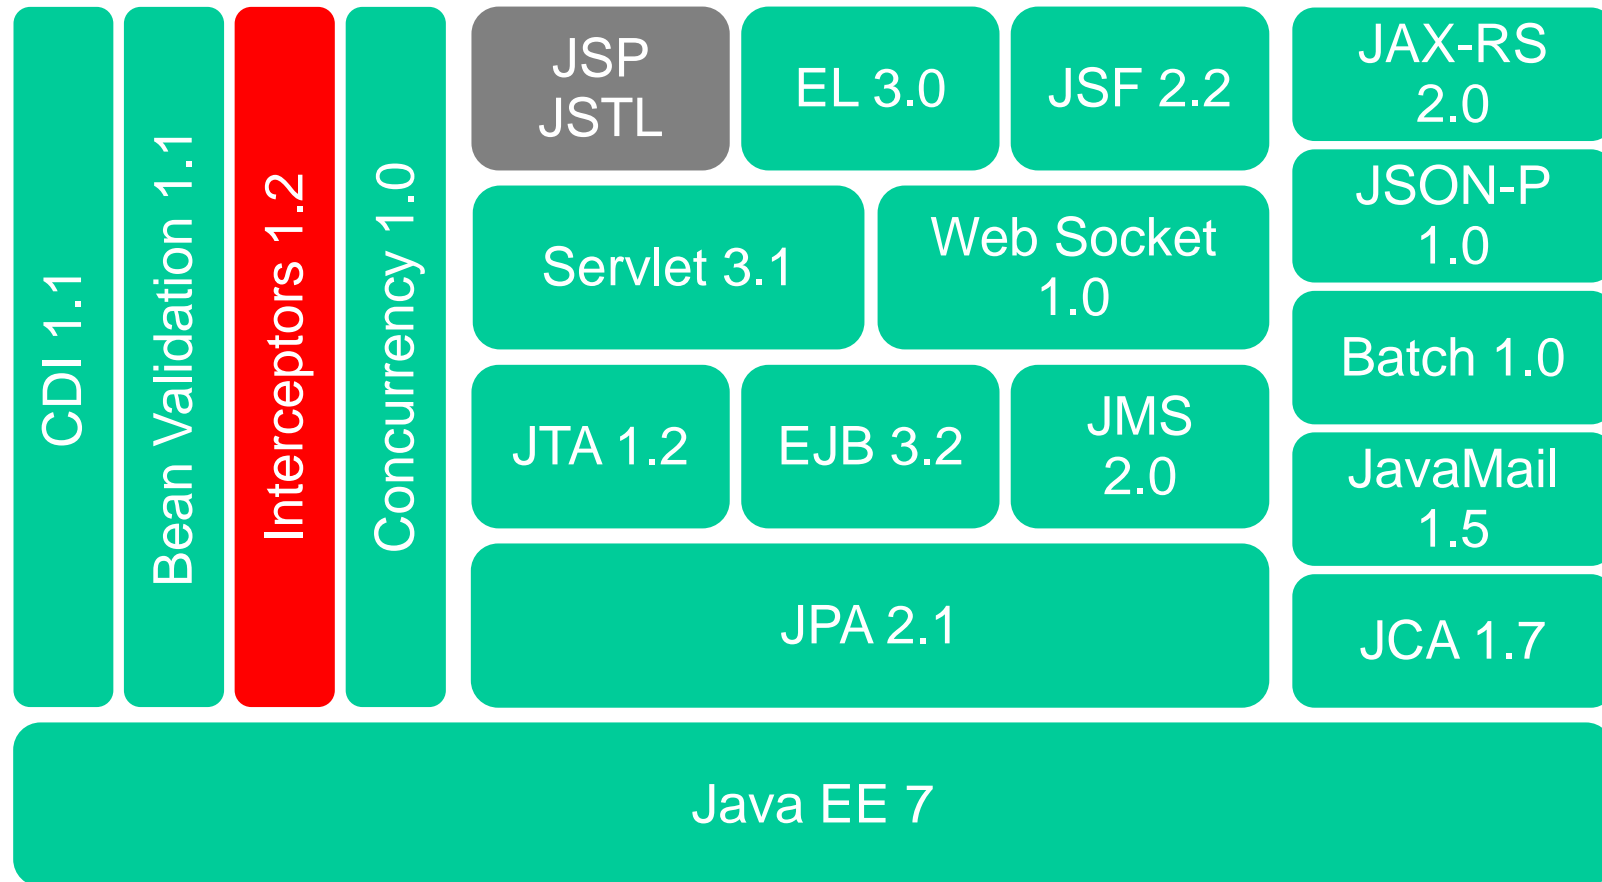 CDI 1.1
Bean Validation 1.1
Interceptors 1.2
Concurrency 1.0
JSP
JSTL
EL 3.0
JSF 2.2
Servlet 3.1
Web Socket
1.0
JTA 1.2
EJB 3.2
JMS
2.0
JPA 2.1
JAX-RS
2.0
JSON-P
1.0
Batch 1.0
JavaMail
1.5
JCA 1.7
Java EE 7